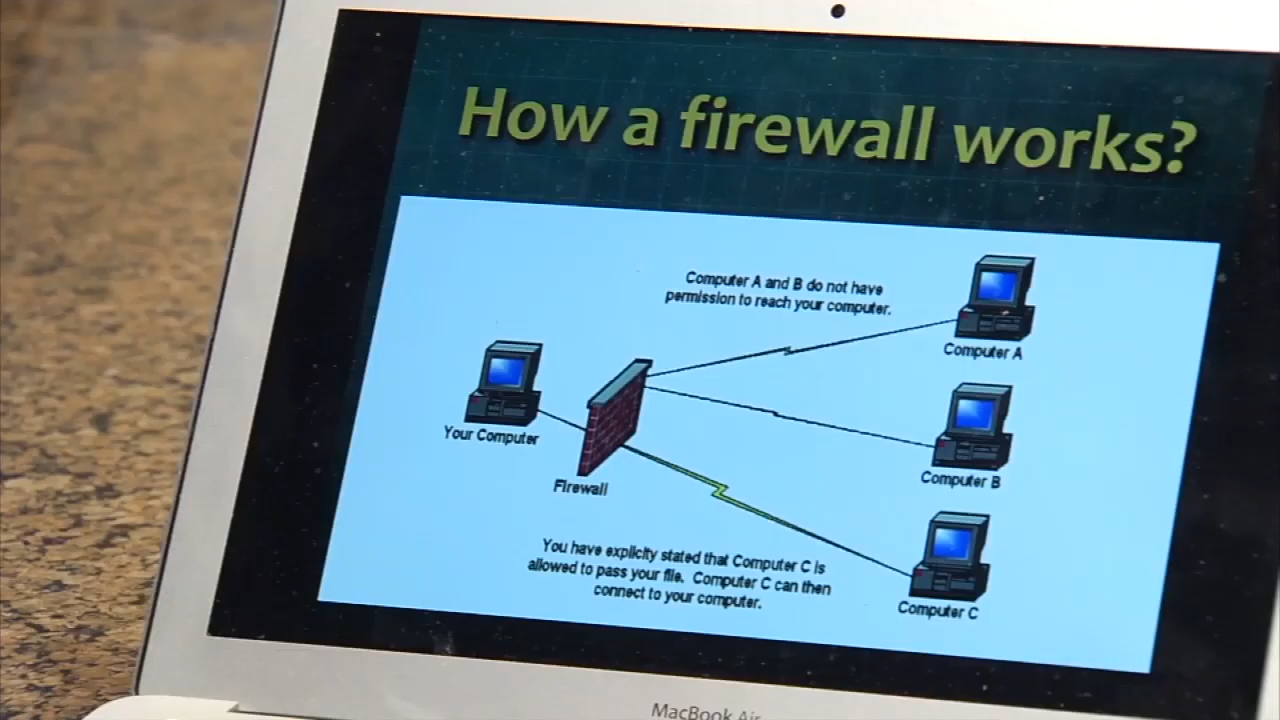 How a firewall works?
Computer A and B do not have
permission to reach your computer.
Computer A
Your Computer
Computer B
Firewall
You have explicity stated that Computer C is
allowed to pass your file. Computer C can then
connect to your computer.
Computer C
MacBook Air